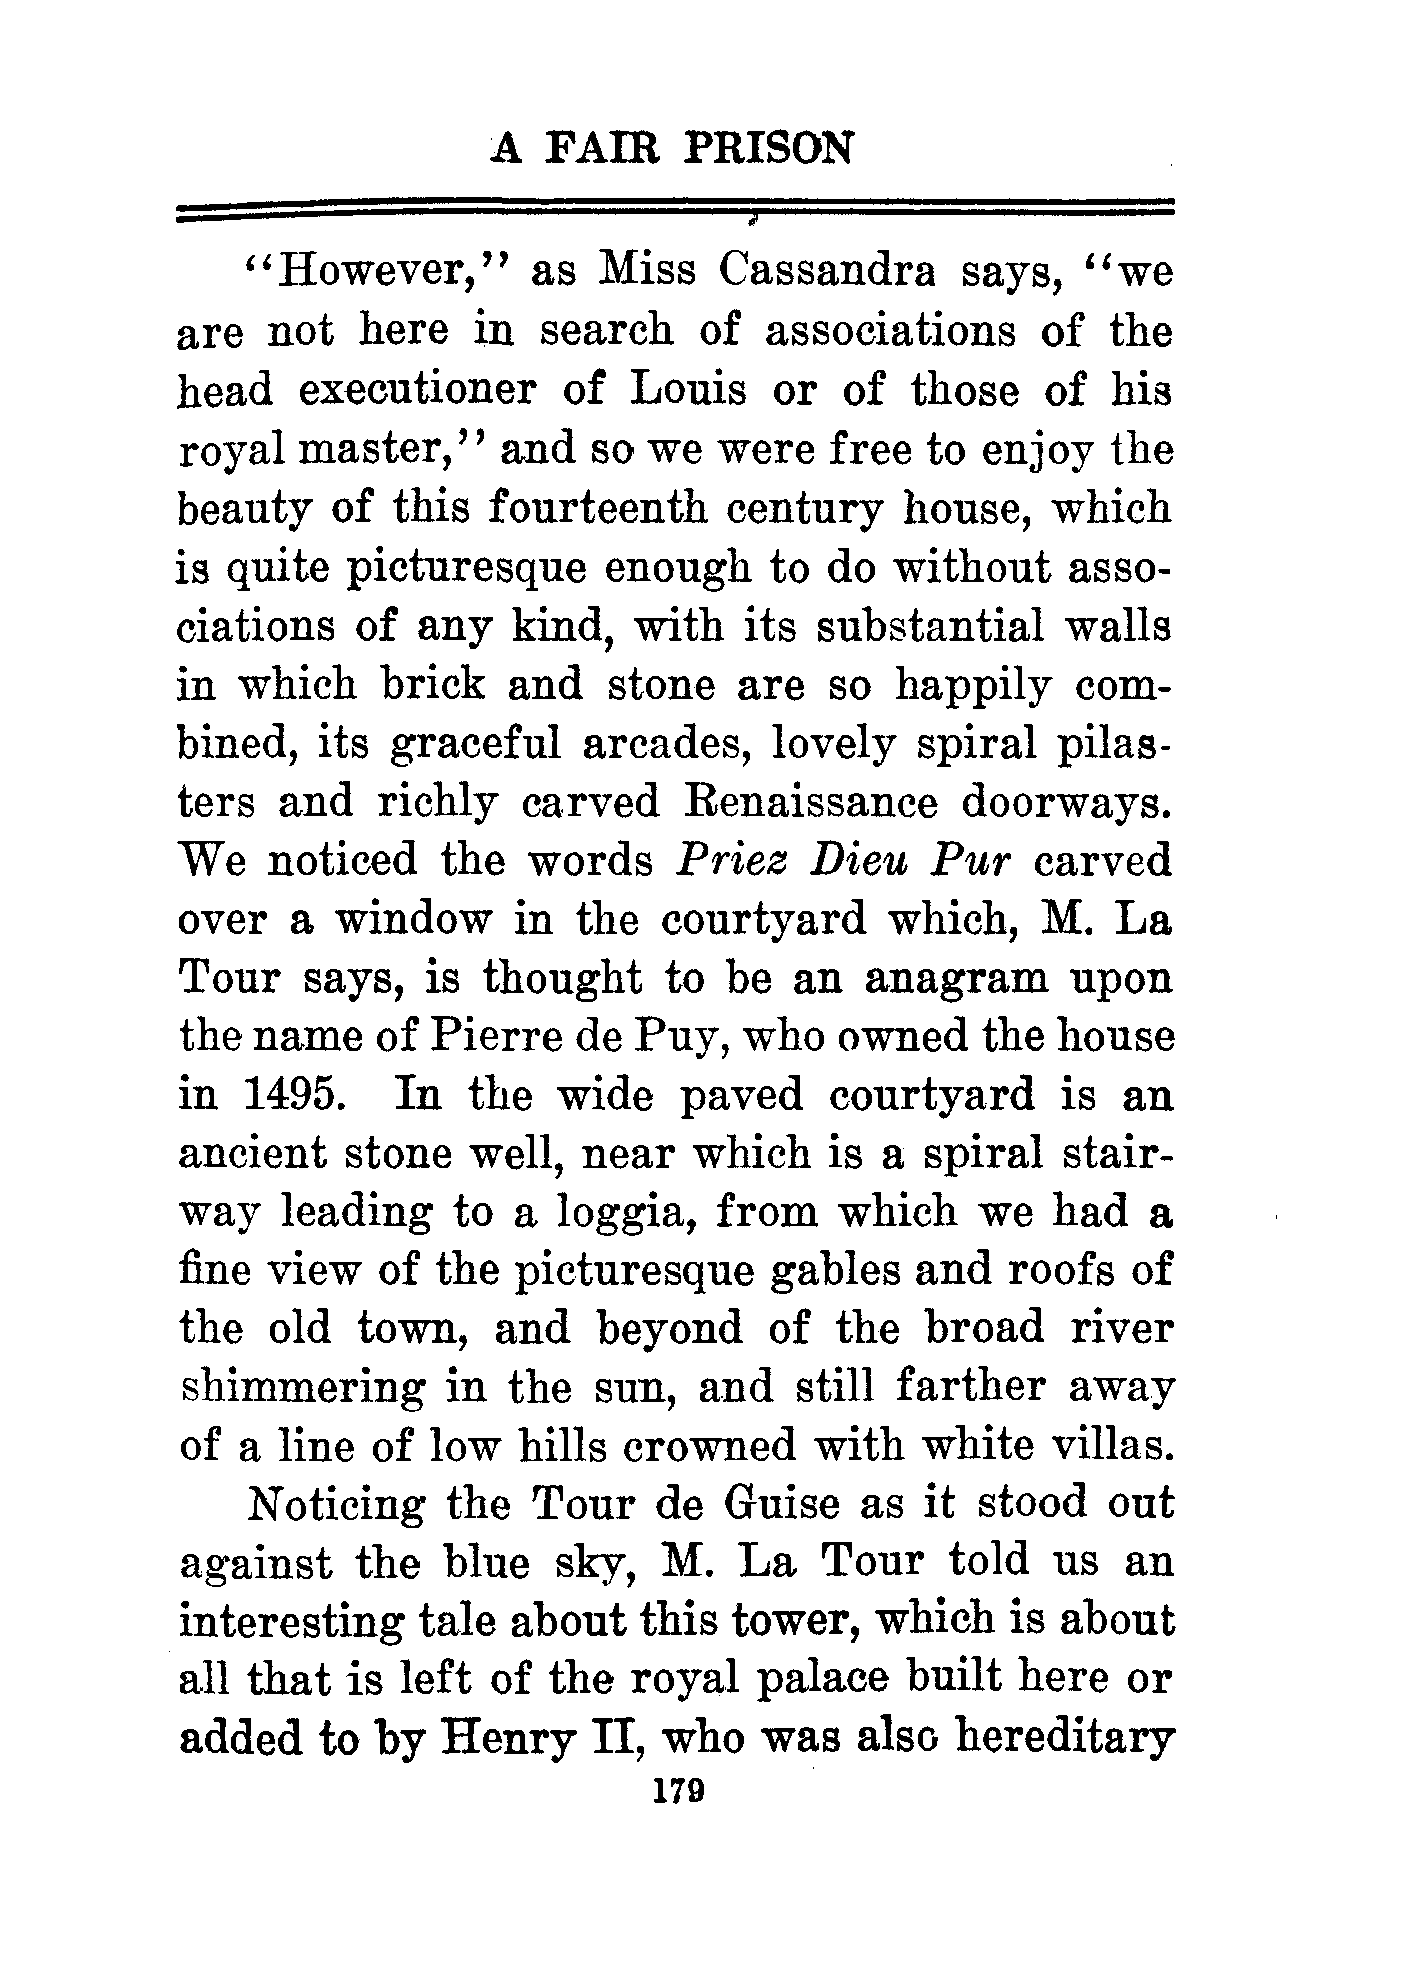 A FAIR PRISON
"However," as Miss Cassandra says, "we
are not here in search of associations of the
head executioner of Louis or of those of his
royal master," and so we were free to enjoy the
beauty of this fourteenth century house, which
is quite picturesque enough to do without asso-
ciations of any kind, with its substantial walls
in which brick and stone are so happily com-
bined, its graceful arcades, lovely spiral pilas-
ters and richly carved Renaissance doorways.
We noticed the words Priez Dieu Pur carved
over a window in the courtyard which, M. La
Tour says, is thought to be an anagram upon
the name of Pierre de Puy, who owned the house
in 1495. In the wide paved courtyard is an
ancient stone well, near which is a spiral stair-
way leading to a loggia, from which we had a
fine view of the picturesque gables and roofs of
the old town, and beyond of the broad river
shimmering in the sun, and still farther away
of a line of low hills crowned with white villas.
Noticing the Tour de Guise as it stood out
against the blue sky, M. La Tour told us an
interesting tale about this tower, which is about
all that is left of the royal palace built here or
added to by Henry II, who was also hereditary
179